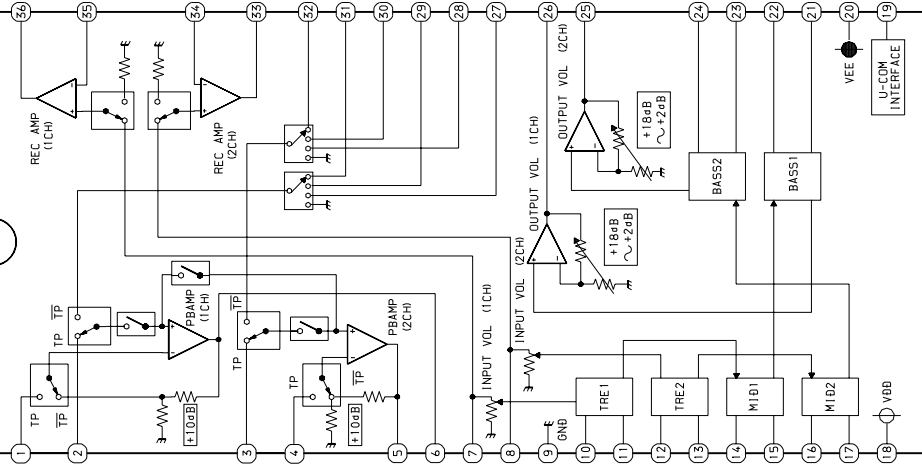 36 35 34 33 32 31 30 29 28 27 26 25 24 23 22 21 20 19
REC AMP
(1CH)
REC AMP
(2CH)
OUTPUT VOL (1CH)
OUTPUT VOL (2CH)
+18dB
~+2dB
BASS2
BASS1
VEE
U-COM
INTERFACE
+18dB
~+2dB
TP
TP
PBAMP
(1CH)
TP
TP
PBAMP
(2CH)
INPUT VOL (1CH)
INPUT VOL (2CH)
TP
TP
+10dB
TP
TP
+10dB
GND
TRE1
TRE2
MID1
MID2
VDD
1 2 3 4 5 6 7 8 9 10 11 12 13 14 15 16 17 18